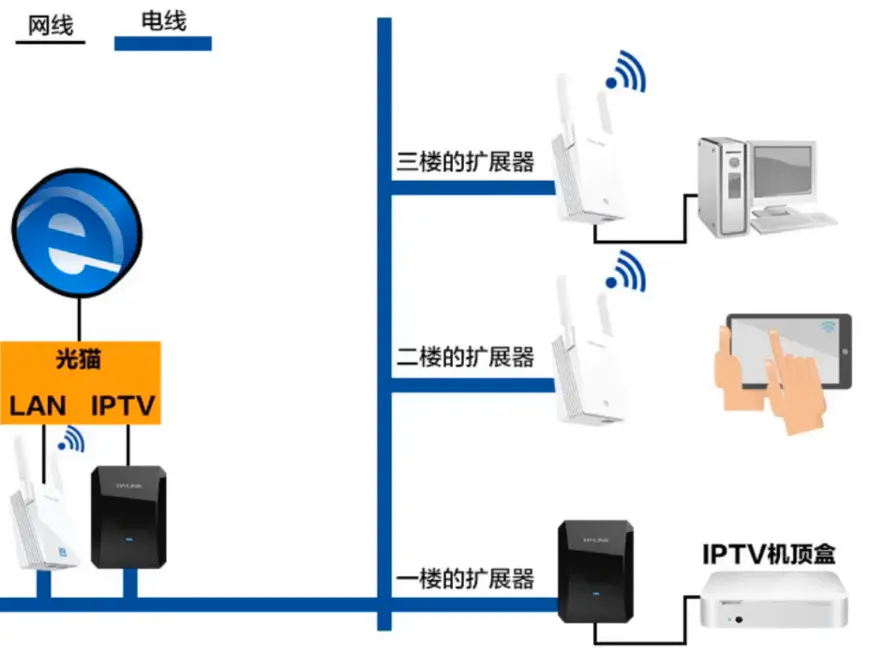 网线
电线
三楼的扩展器
二楼的扩展器
光猫
LAN IPTV
TP-LINK
一楼的扩展器
TP-LINK
IPTV机顶盒